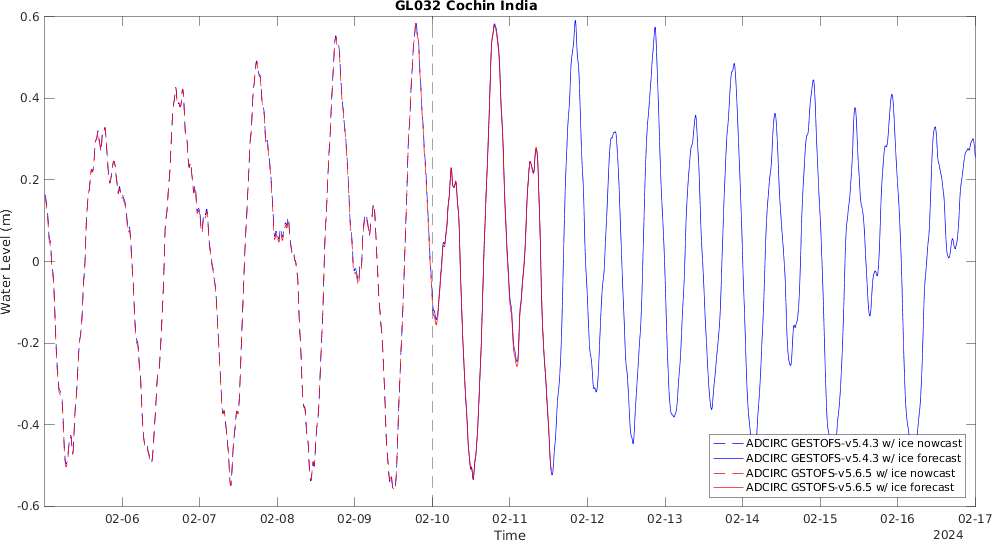 GL032 Cochin India
0.6
0.4
0.2
0
-0.2
-0.4
-0.6
Water Level (m)
ADCIRC GESTOFS-v5.4.3 w/ ice nowcast
ADCIRC GESTOFS-v5.4.3 w/ ice forecast
ADCIRC GSTOFS-v5.6.5 w/ ice nowcast
ADCIRC GSTOFS-v5.6.5 w/ ice forecast
02-06 02-07 02-08 02-09 02-10 02-11 02-12 02-13 02-14 02-15 02-16 02-17
Time
2024